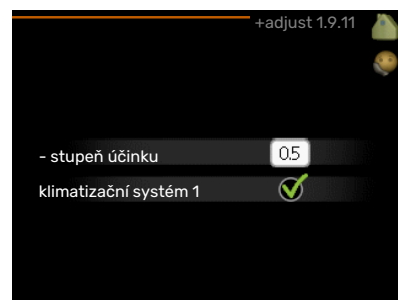 +adjust 1.9.11
- stupeň účinku 0.5
klimatizační systém 1